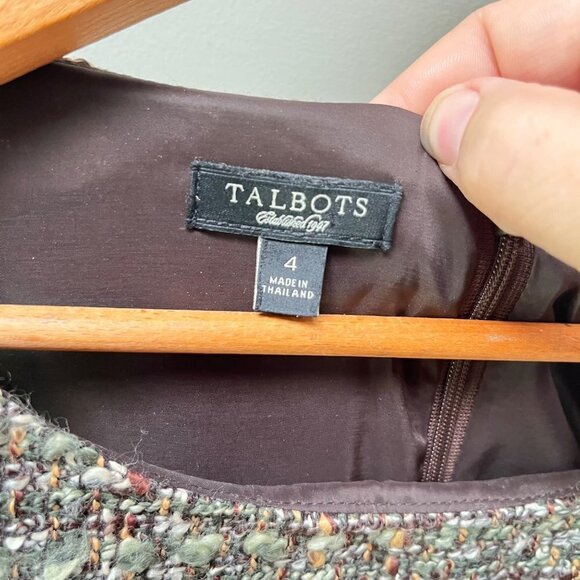 TALBOTS
Established 1947
4
MADE IN
THAILAND